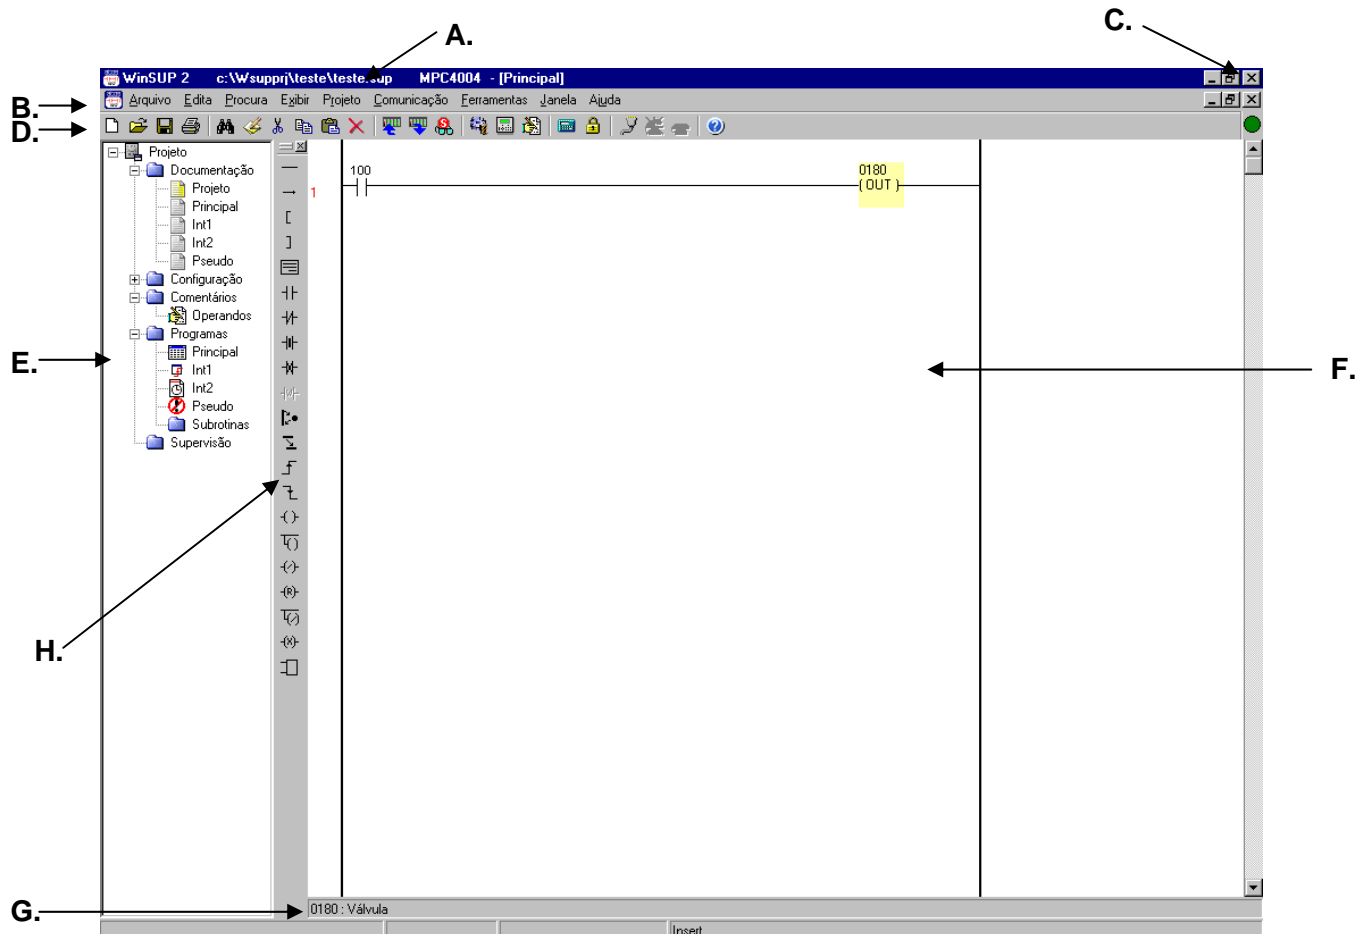 A.
C.
WinSUP 2 c:\Wsupprj\teste\teste.sup MPC4004 - [Principal]
B.
Arquivo Edita Procura Exibir Projeto Comunicação Ferramentas Janela Ajuda
D.
Projeto
Documentação
Projeto
Principal
Int1
Int2
Pseudo
Configuração
Comentários
Operandos
Programas
Principal
Int1
Int2
Pseudo
Subrotinas
Supervisão
1
100
0180
( OUT )
E.
F.
H.
G.
0180 : Válvula
Insert